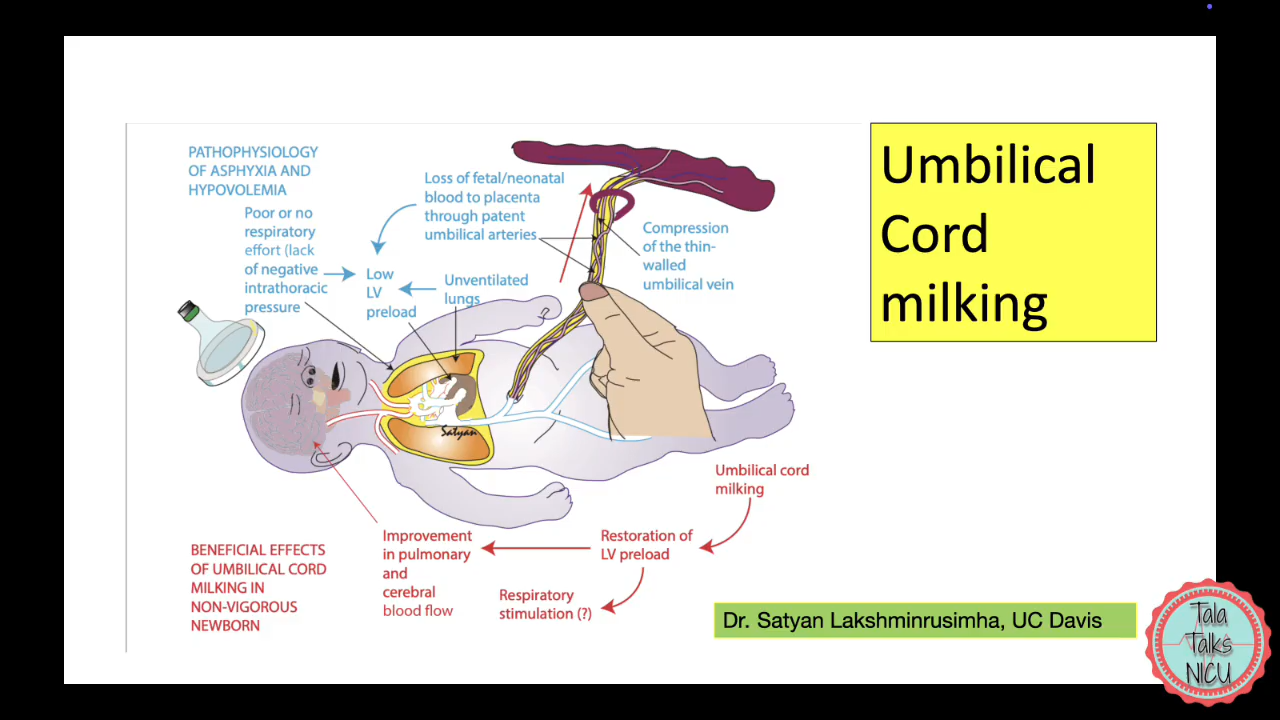 PATHOPHYSIOLOGY
OF ASPHYXIA AND
HYPOVOLEMIA
Poor or no
respiratory
effort (lack
of negative
intrathoracic
pressure
Low
LV
preload
Loss of fetal/neonatal
blood to placenta
through patent
umbilical arteries
Unventilated
lungs
Compression
of the thin-
walled
umbilical vein
Umbilical
Cord
milking
Satyan
Umbilical cord
milking
Restoration of
LV preload
Improvement
in pulmonary
and
cerebral
blood flow
Respiratory
stimulation (?)
BENEFICIAL EFFECTS
OF UMBILICAL CORD
MILKING IN
NON-VIGOROUS
NEWBORN
Dr. Satyan Lakshminrusimha, UC Davis
Tala
Talks
NICU